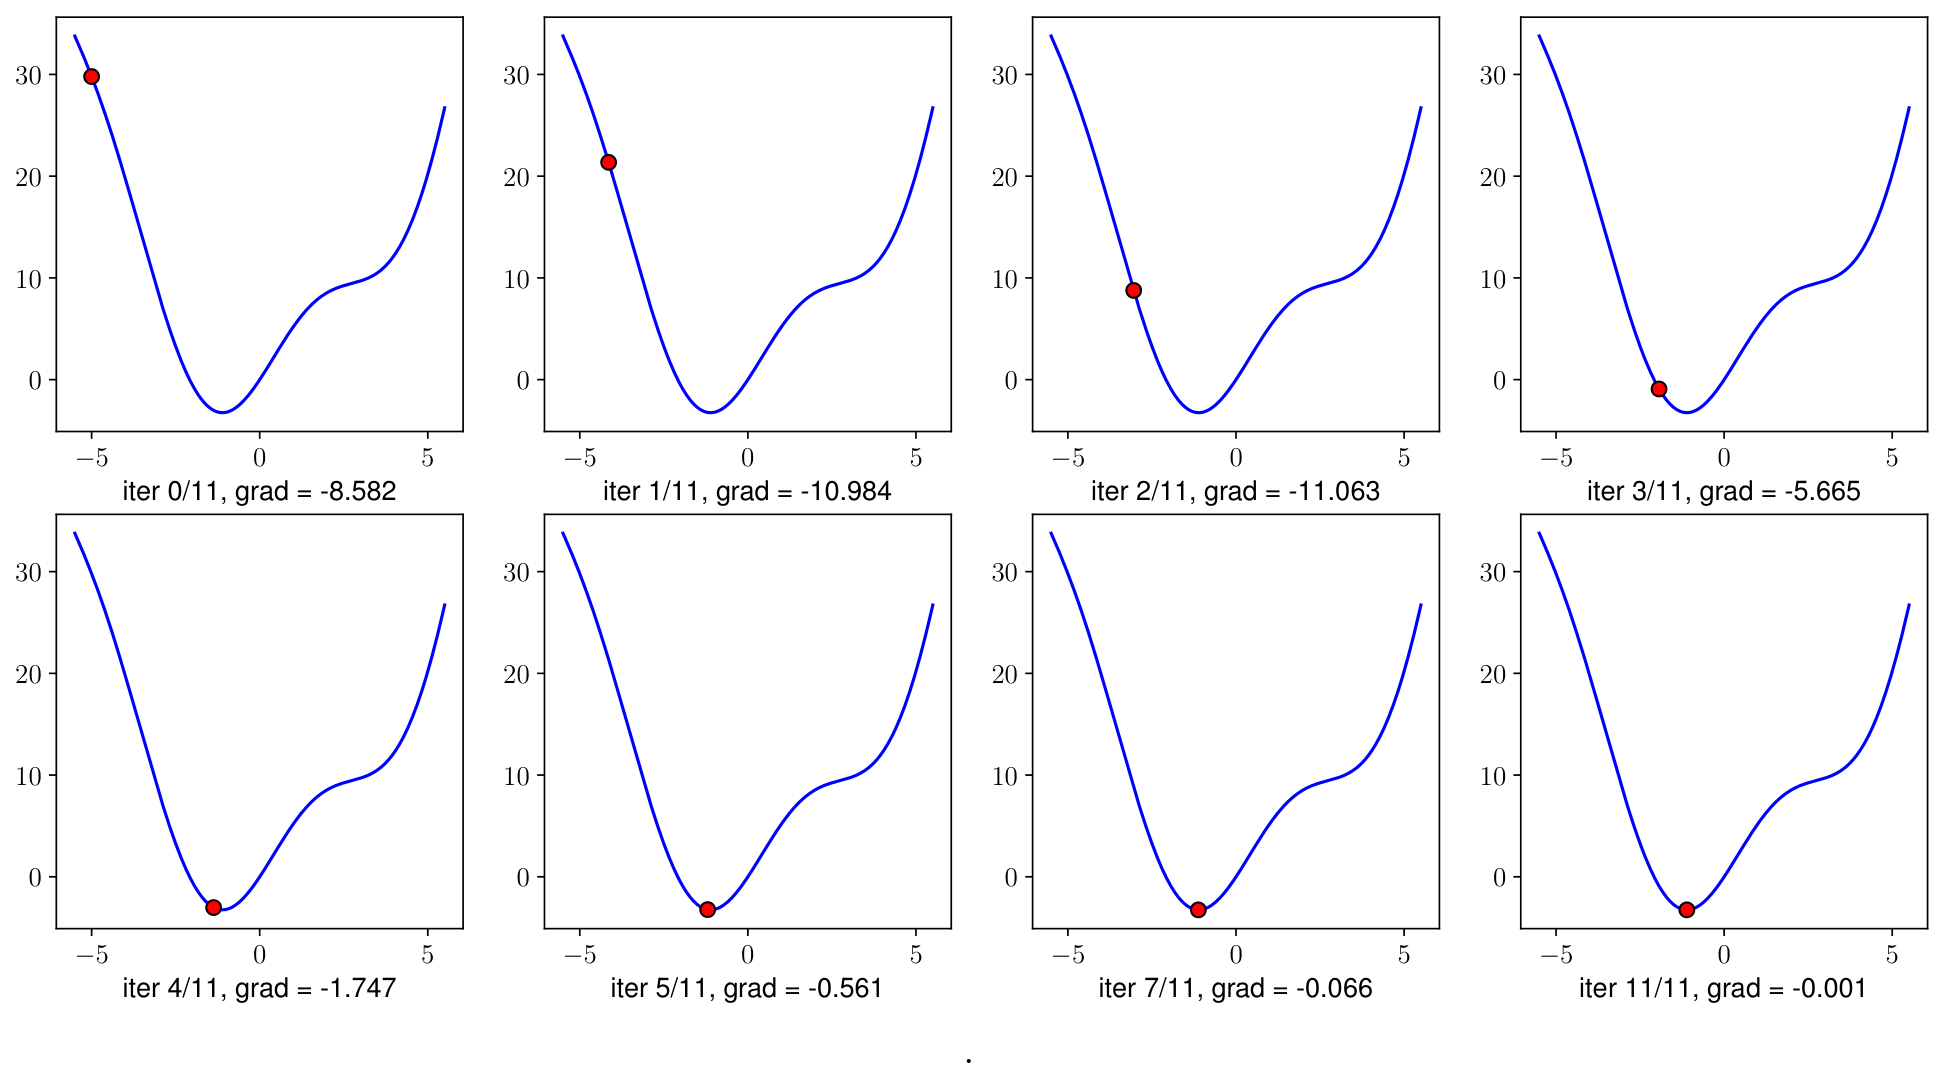 30
20
10
0
−5 0 5
iter 0/11, grad = -8.582
30
20
10
0
−5 0 5
iter 1/11, grad = -10.984
30
20
10
0
−5 0 5
iter 2/11, grad = -11.063
30
20
10
0
−5 0 5
iter 3/11, grad = -5.665
30
20
10
0
−5 0 5
iter 4/11, grad = -1.747
30
20
10
0
−5 0 5
iter 5/11, grad = -0.561
30
20
10
0
−5 0 5
iter 7/11, grad = -0.066
30
20
10
0
−5 0 5
iter 11/11, grad = -0.001
.